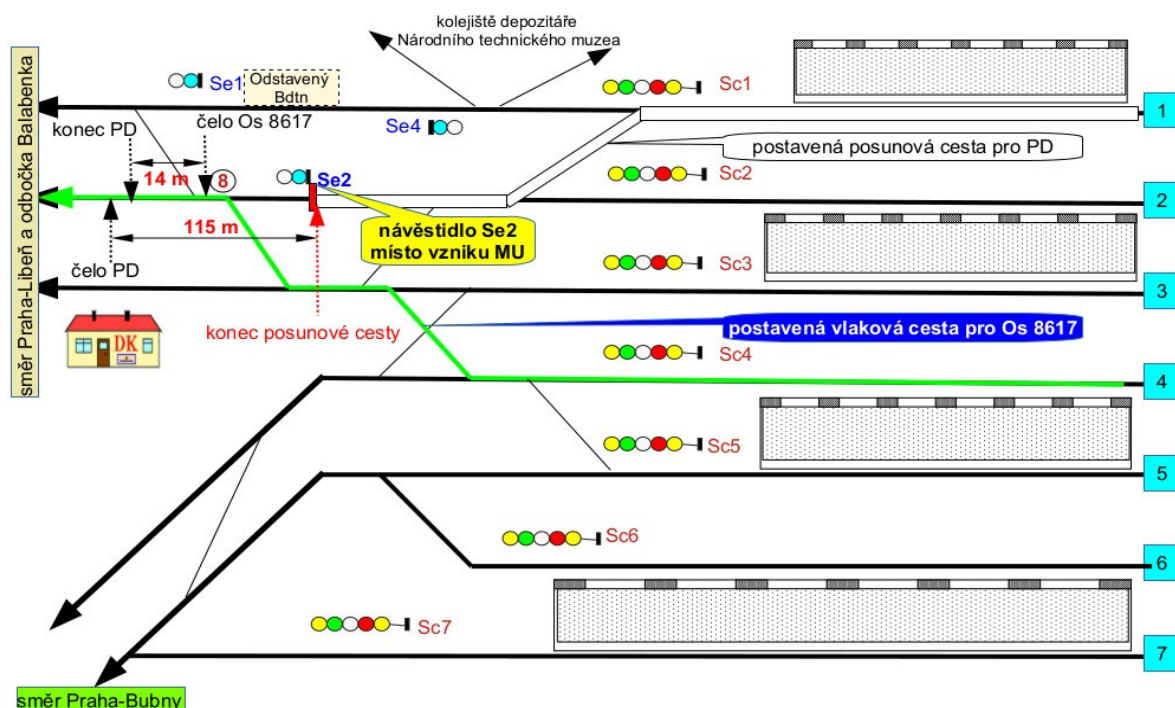 kolejiště depozitáře
Národního technického muzea
Se1
Odstavený
Bdtn
Sc1
1
konec PD
čelo Os 8617
Se4
postavená posunová cesta pro PD
14 m
8
Se2
Sc2
2
115 m
návěstidlo Se2
místo vzniku MU
čelo PD
Sc3
3
DK
konec posunové cesty
postavená vlaková cesta pro Os 8617
Sc4
4
směr Praha-Libeň a odbočka Balabenka
Sc5
5
Sc6
6
Sc7
7
směr Praha-Bubny